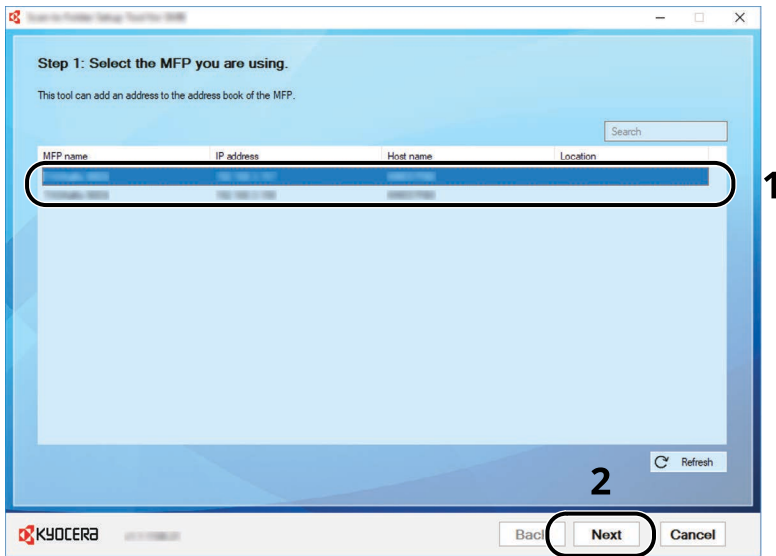 Step 1: Select the MFP you are using.
This tool can add an address to the address book of the MFP.
Search
MFP name IP address Host name Location
1
Refresh
2
KYOCERA Back Next Cancel